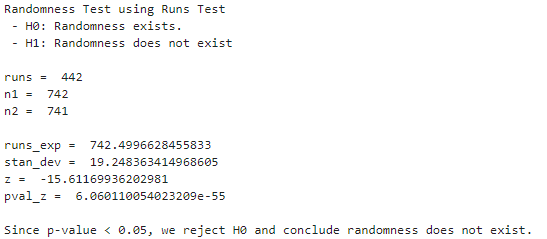 Randomness Test using Runs Test
- H0: Randomness exists.
- H1: Randomness does not exist
runs =  442
n1 =  742
n2 =  741
runs_exp =  742.4996628455833
stan_dev =  19.248363414968605
z =  -15.61169936202981
pval_z =  6.060110054023209e-55
Since p-value < 0.05, we reject H0 and conclude randomness does not exist.